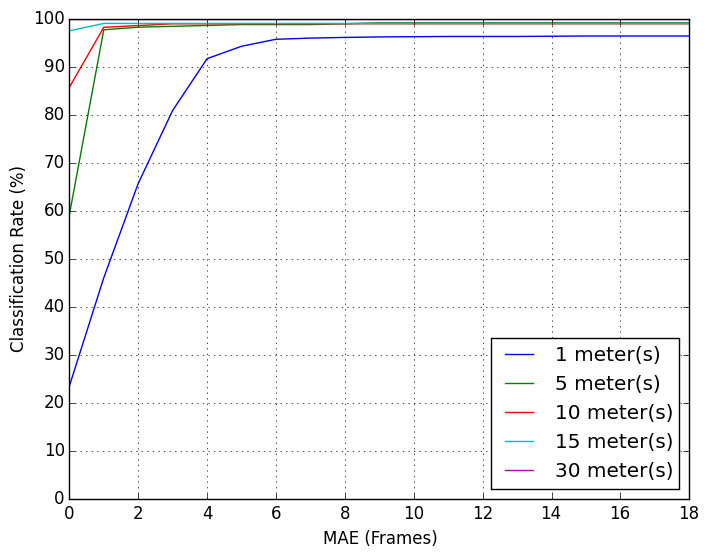 100
90
80
70
60
50
40
30
20
10
0
Classification Rate (%)
1 meter(s)
5 meter(s)
10 meter(s)
15 meter(s)
30 meter(s)
0 2 4 6 8 10 12 14 16 18
MAE (Frames)